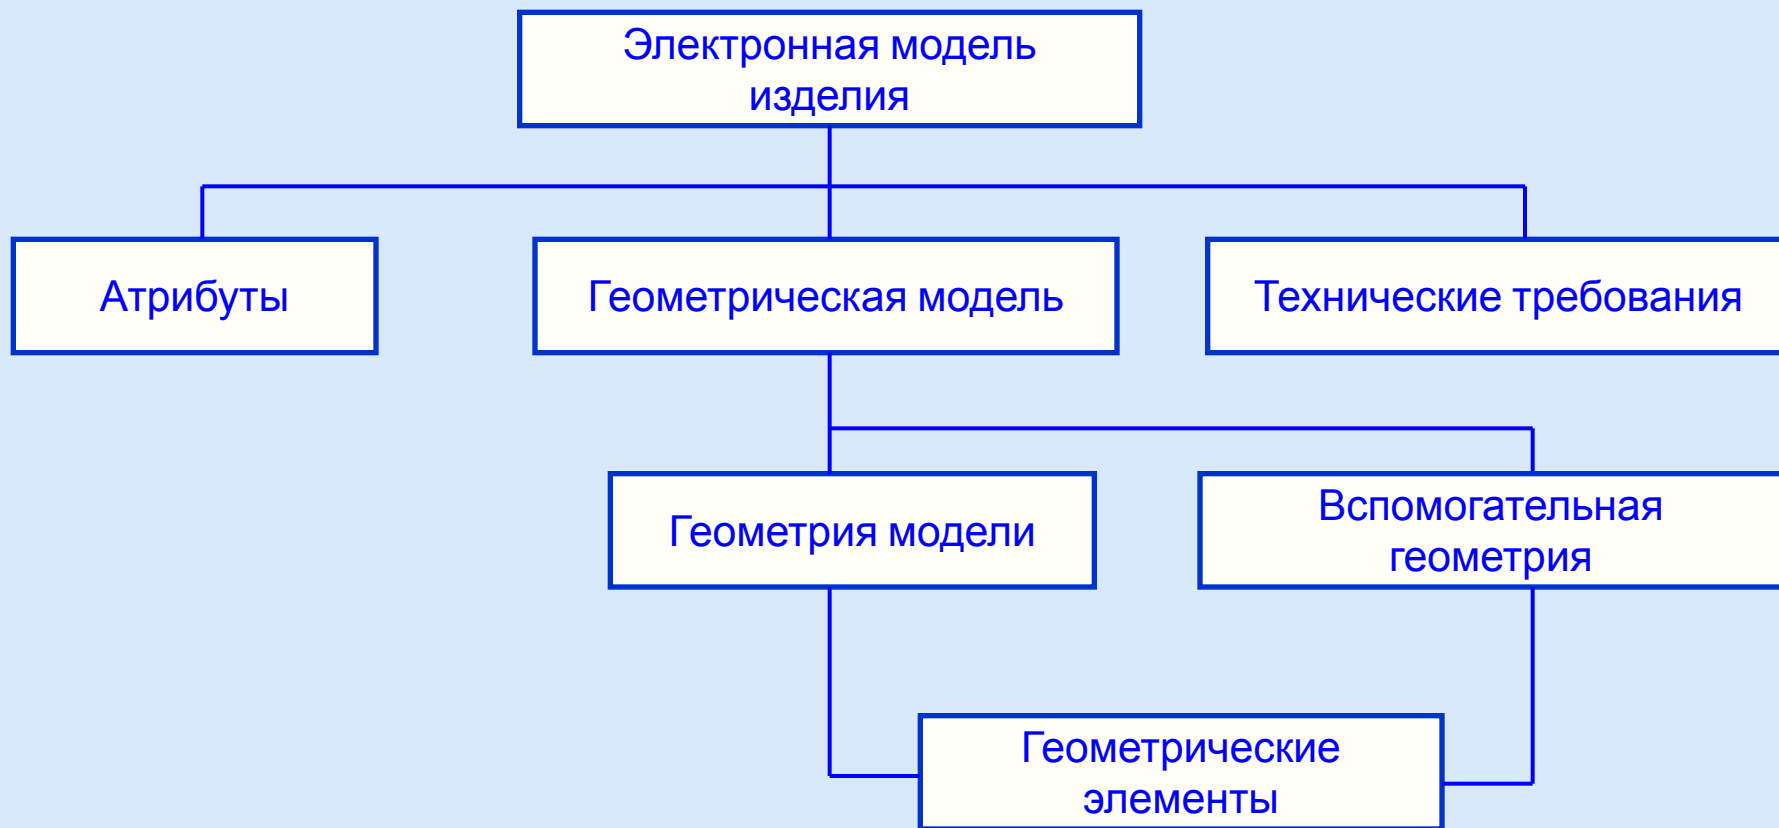 Электронная модель
изделия
Атрибуты
Геометрическая модель
Технические требования
Геометрия модели
Вспомогательная
геометрия
Геометрические
элементы